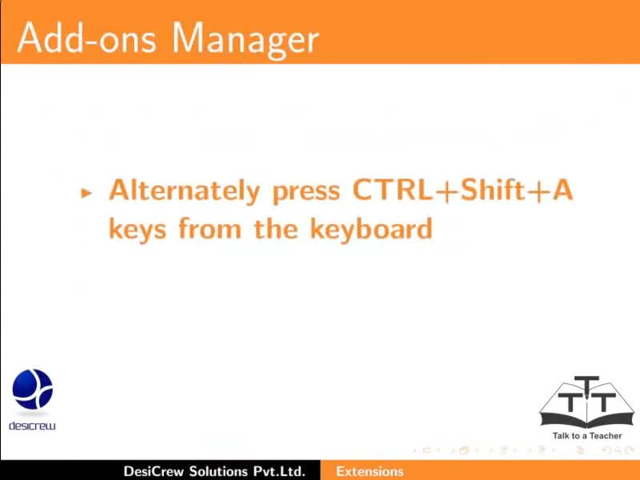 Add-ons Manager
Alternately press CTRL+Shift+A
keys from the keyboard
desicrew
T T T
Talk to a Teacher
DesiCrew Solutions Pvt.Ltd. Extensions